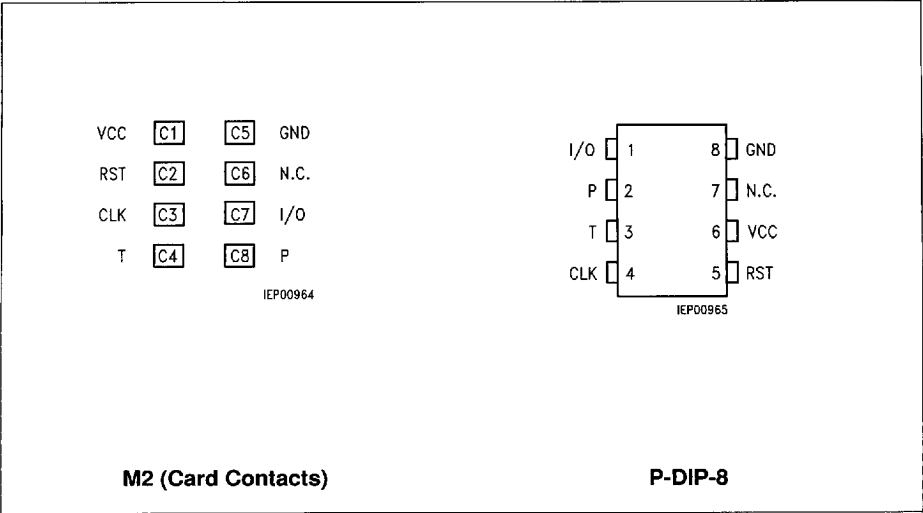 VCC C1 C5 GND
RST C2 C6 N.C.
CLK C3 C7 I/O
T C4 C8 P
IEP00964
I/O 1 8 GND
P 2 7 N.C.
T 3 6 VCC
CLK 4 5 RST
IEP00965
M2 (Card Contacts)
P-DIP-8